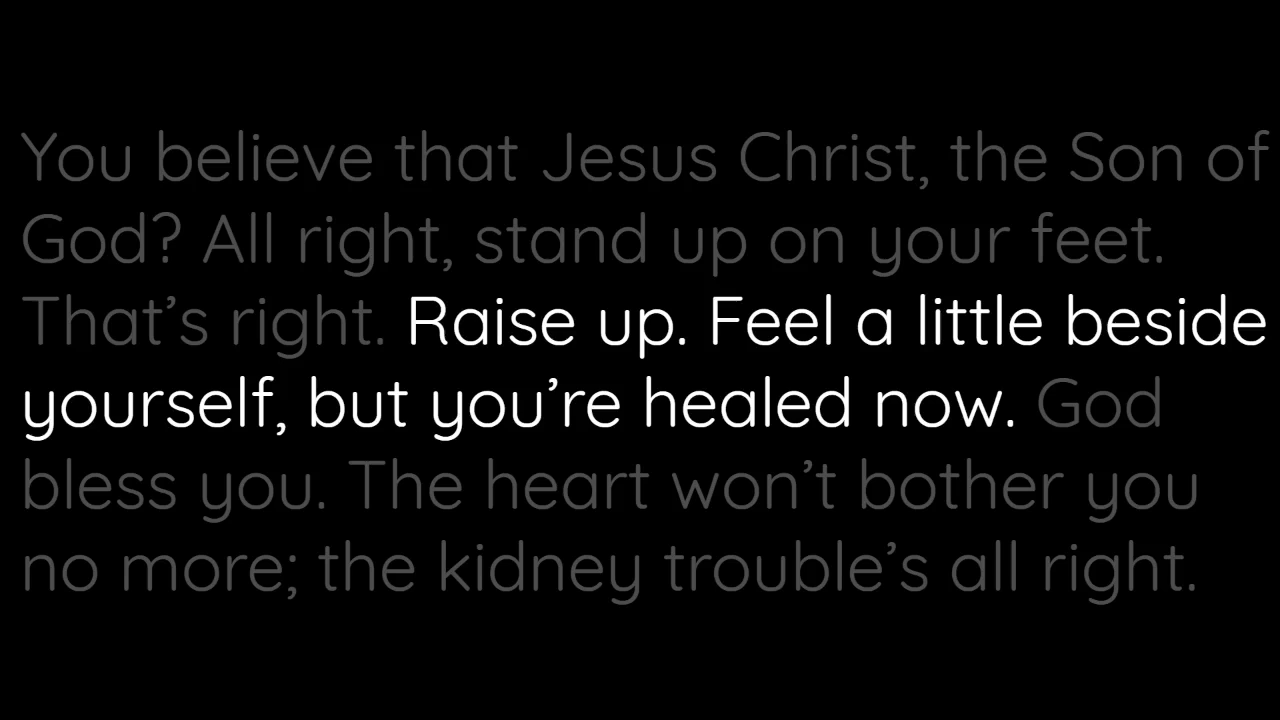 You believe that Jesus Christ, the Son of
God? All right, stand up on your feet.
That’s right. Raise up. Feel a little beside
yourself, but you’re healed now. God
bless you. The heart won’t bother you
no more; the kidney trouble’s all right.